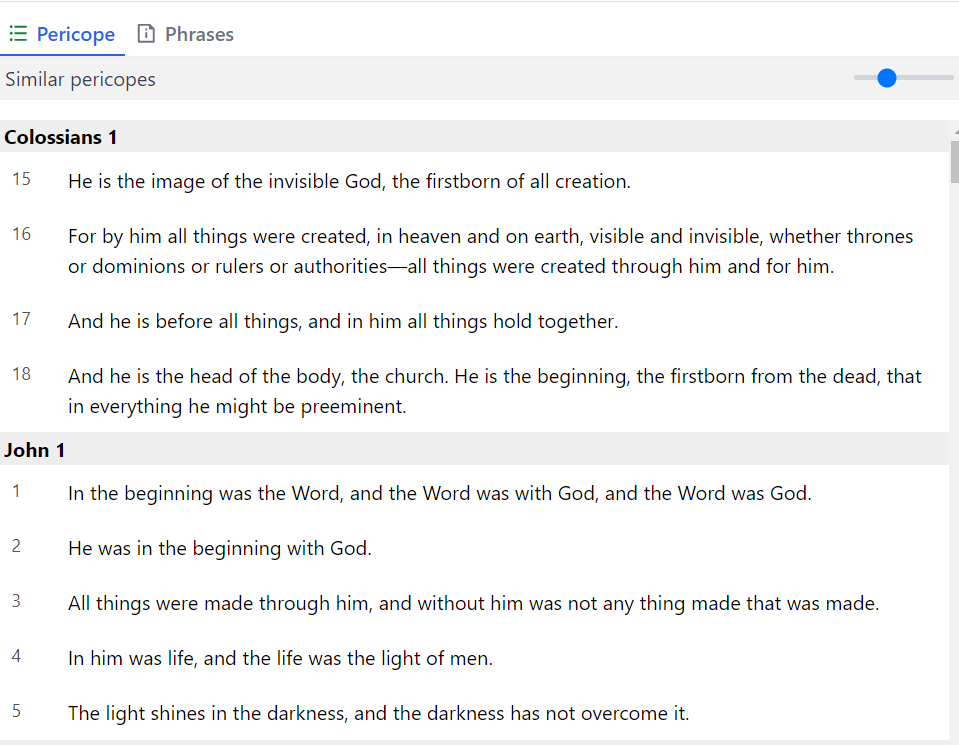 Pericope Phrases
Similar pericopes
Colossians 1
15 He is the image of the invisible God, the firstborn of all creation.
16 For by him all things were created, in heaven and on earth, visible and invisible, whether thrones
or dominions or rulers or authorities—all things were created through him and for him.
17 And he is before all things, and in him all things hold together.
18 And he is the head of the body, the church. He is the beginning, the firstborn from the dead, that
in everything he might be preeminent.
John 1
1 In the beginning was the Word, and the Word was with God, and the Word was God.
2 He was in the beginning with God.
3 All things were made through him, and without him was not any thing made that was made.
4 In him was life, and the life was the light of men.
5 The light shines in the darkness, and the darkness has not overcome it.